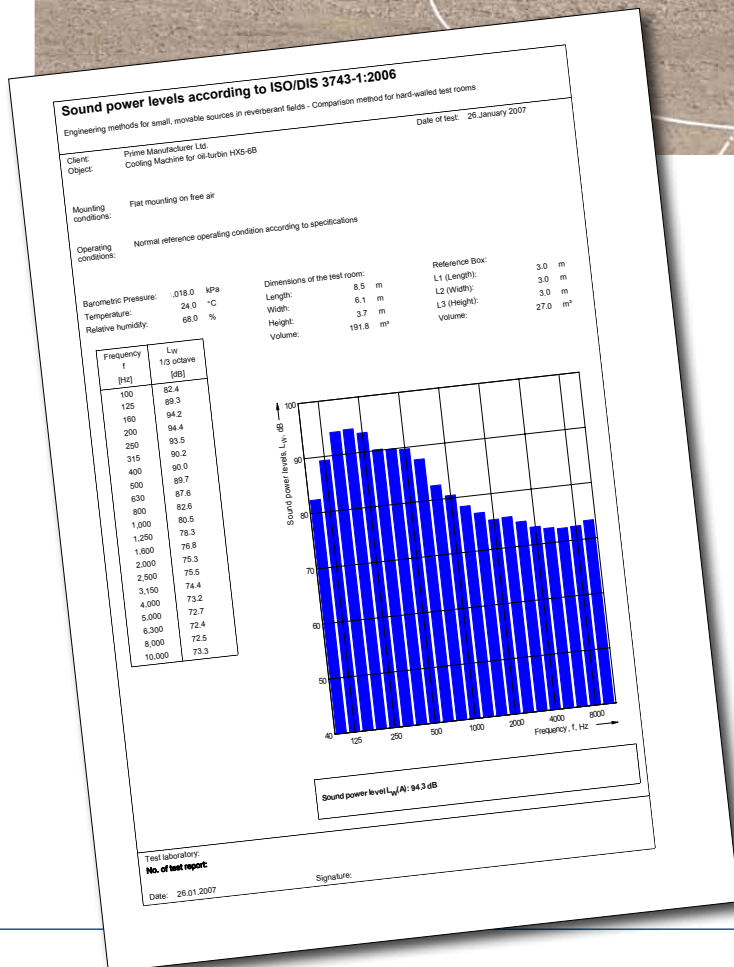 Sound power levels according to ISO/DIS 3743-1:2006
Engineering methods for small, movable sources in reverberant fields - Comparison method for hard-walled test rooms
Client: Prime Manufacturer Ltd. Date of test: 26.January 2007
Object: Cooling Machine for oil-turbin HX5-6B
Mounting conditions: Flat mounting on free air
Operating conditions: Normal reference operating condition according to specifications
Barometric Pressure: .018.0 kPa
Temperature: 24,0 °C
Relative humidity: 68.0 %
Dimensions of the test room:
Length: 8.5 m
Width: 6.1 m
Height: 3.7 m
Volume: 191.8 m³
Reference Box:
L1 (Length): 3.0 m
L2 (Width): 3.0 m
L3 (Height): 3.0 m
Volume: 27.0 m³
Frequency LW
f 1/3 octave
[Hz] [dB]
100 82.4
125 89.3
160 94.2
200 94.4
250 93.5
315 90.2
400 90.0
500 89.7
630 87.6
800 82.6
1,000 80.5
1.250 78.3
1.600 76.8
2,000 75.3
2,500 75.5
3,150 74.4
4,000 73.2
5,000 72.7
6,300 72.4
8,000 72.5
10,000 73.3
Sound power levels, LW, dB
100
90
80
70
60
50
40
125 250 500 1000 2000 4000 8000
Frequency, f, Hz
Sound power level LW(A): 94,3 dB
Test laboratory:
No. of test report:
Date: 26.01.2007 Signature: